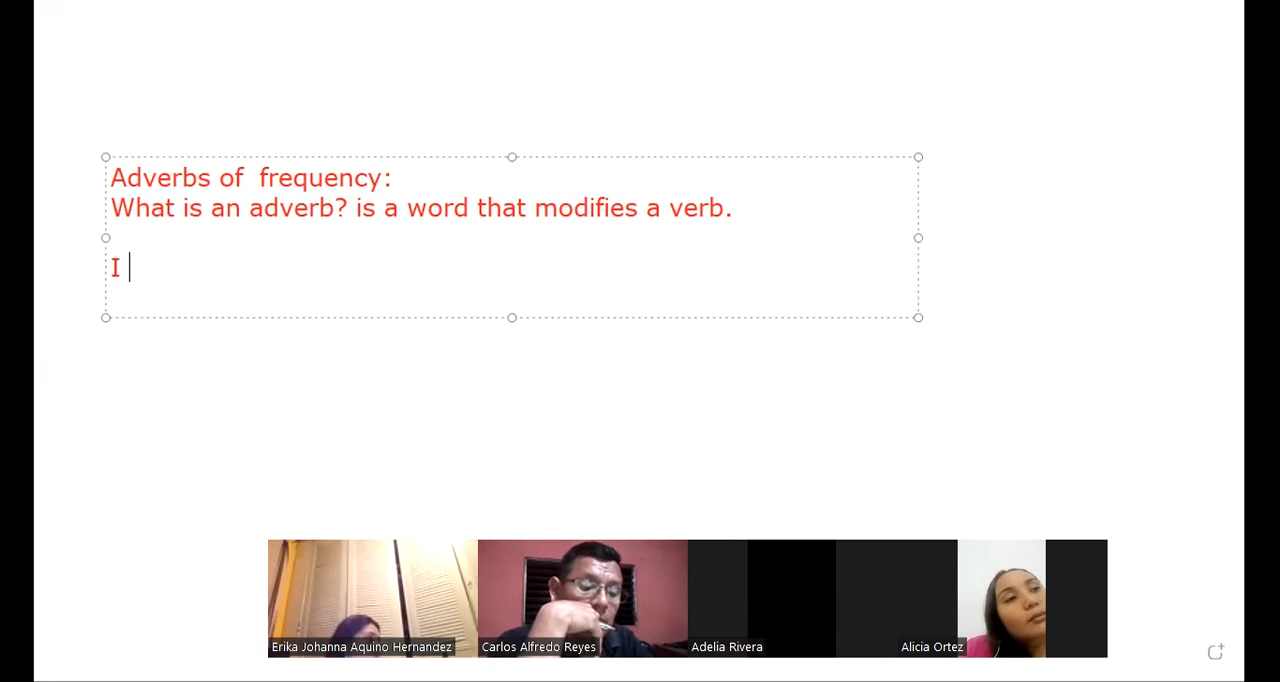 Adverbs of frequency:
What is an adverb? is a word that modifies a verb.
I
Erika Johanna Aquino Hernandez
Carlos Alfredo Reyes
Adelia Rivera
Alicia Ortez